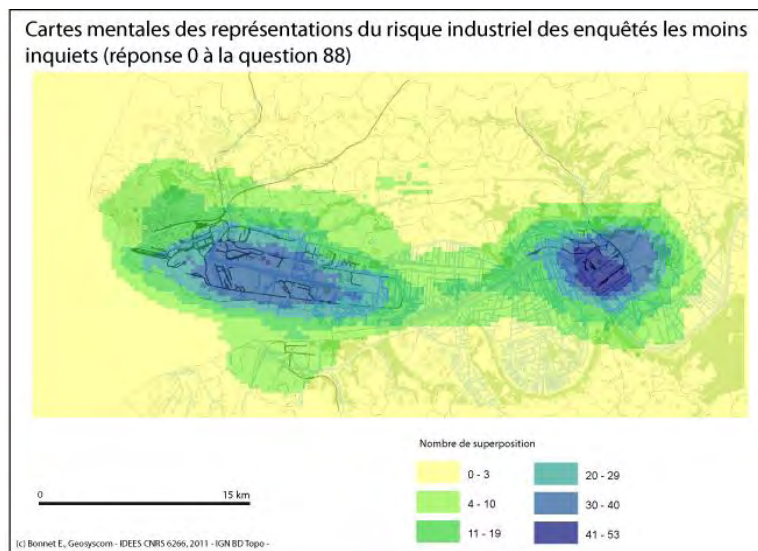 Cartes mentales des représentations du risque industriel des enquêtés les moins
inquiets (réponse 0 à la question 88)
Nombre de superposition
0 - 3
4 - 10
11 - 19
20 - 29
30 - 40
41 - 53
0 15 km
(c) Bonnet E., Geosyscom - IDEES CNRS 6266, 2011 - IGN BD Topo -